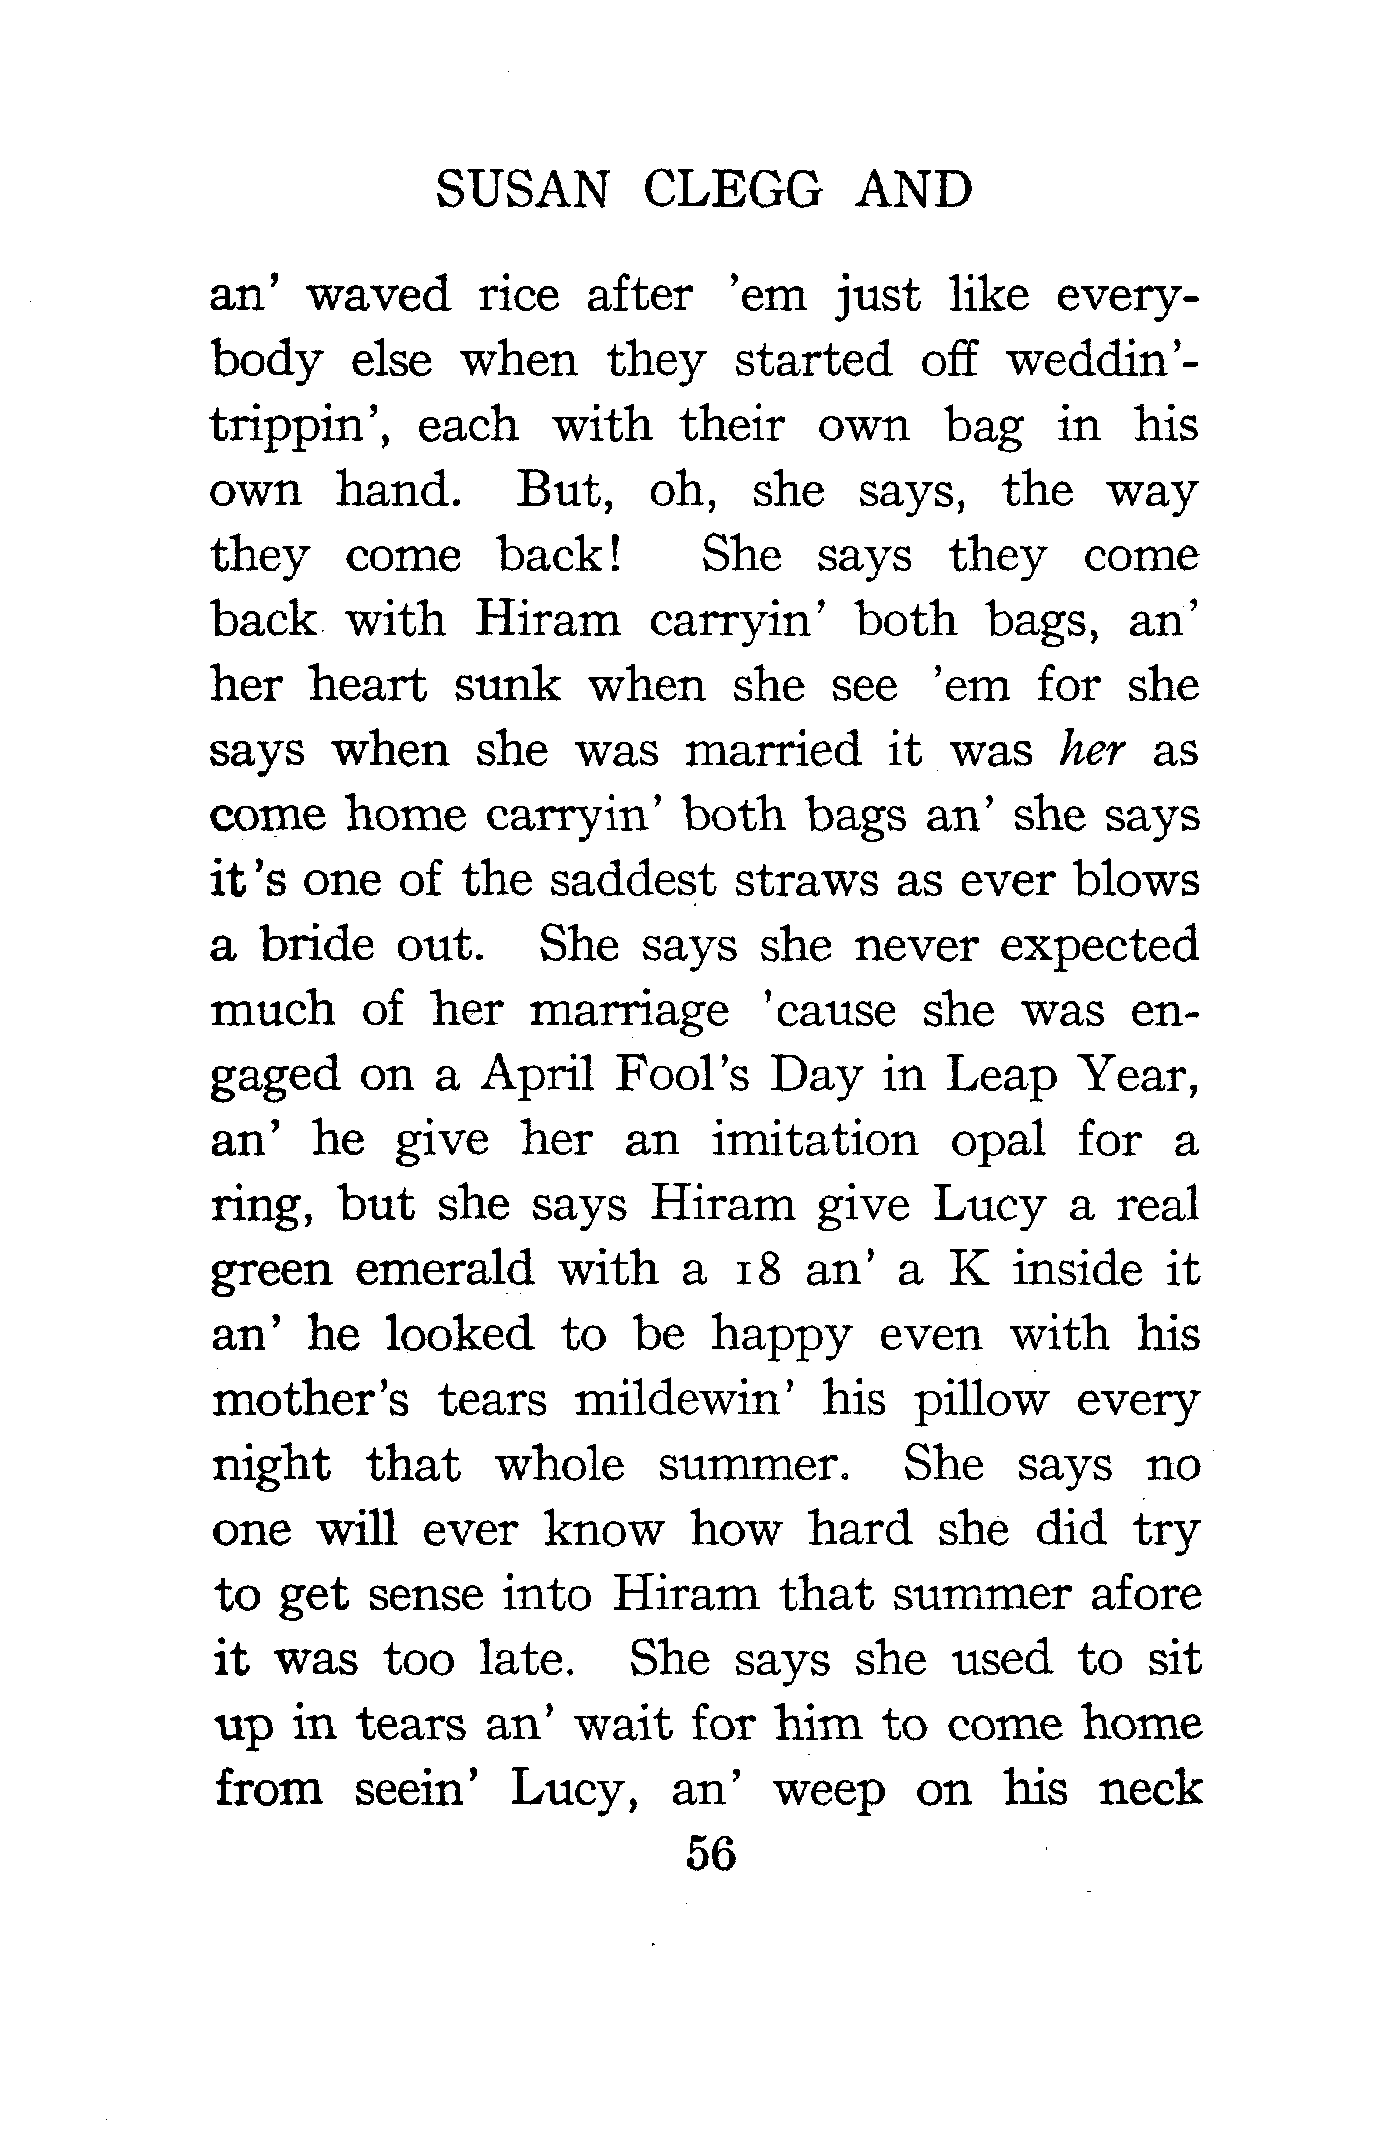 SUSAN CLEGG AND
an' waved rice after 'em just like every-
body else when they started off weddin'-
trippin', each with their own bag in his
own hand. But, oh, she says, the way
they come back! She says they come
back with Hiram carryin' both bags, an'
her heart sunk when she see 'em for she
says when she was married it was her as
come home carryin' both bags an' she says
it's one of the saddest straws as ever blows
a bride out. She says she never expected
much of her marriage 'cause she was en-
gaged on a April Fool's Day in Leap Year,
an' he give her an imitation opal for a
ring, but she says Hiram give Lucy a real
green emerald with a 18 an' a K inside it
an' he looked to be happy even with his
mother's tears mildewin' his pillow every
night that whole summer. She says no
one will ever know how hard she did try
to get sense into Hiram that summer afore
it was too late. She says she used to sit
up in tears an' wait for him to come home
from seein' Lucy, an' weep on his neck
56